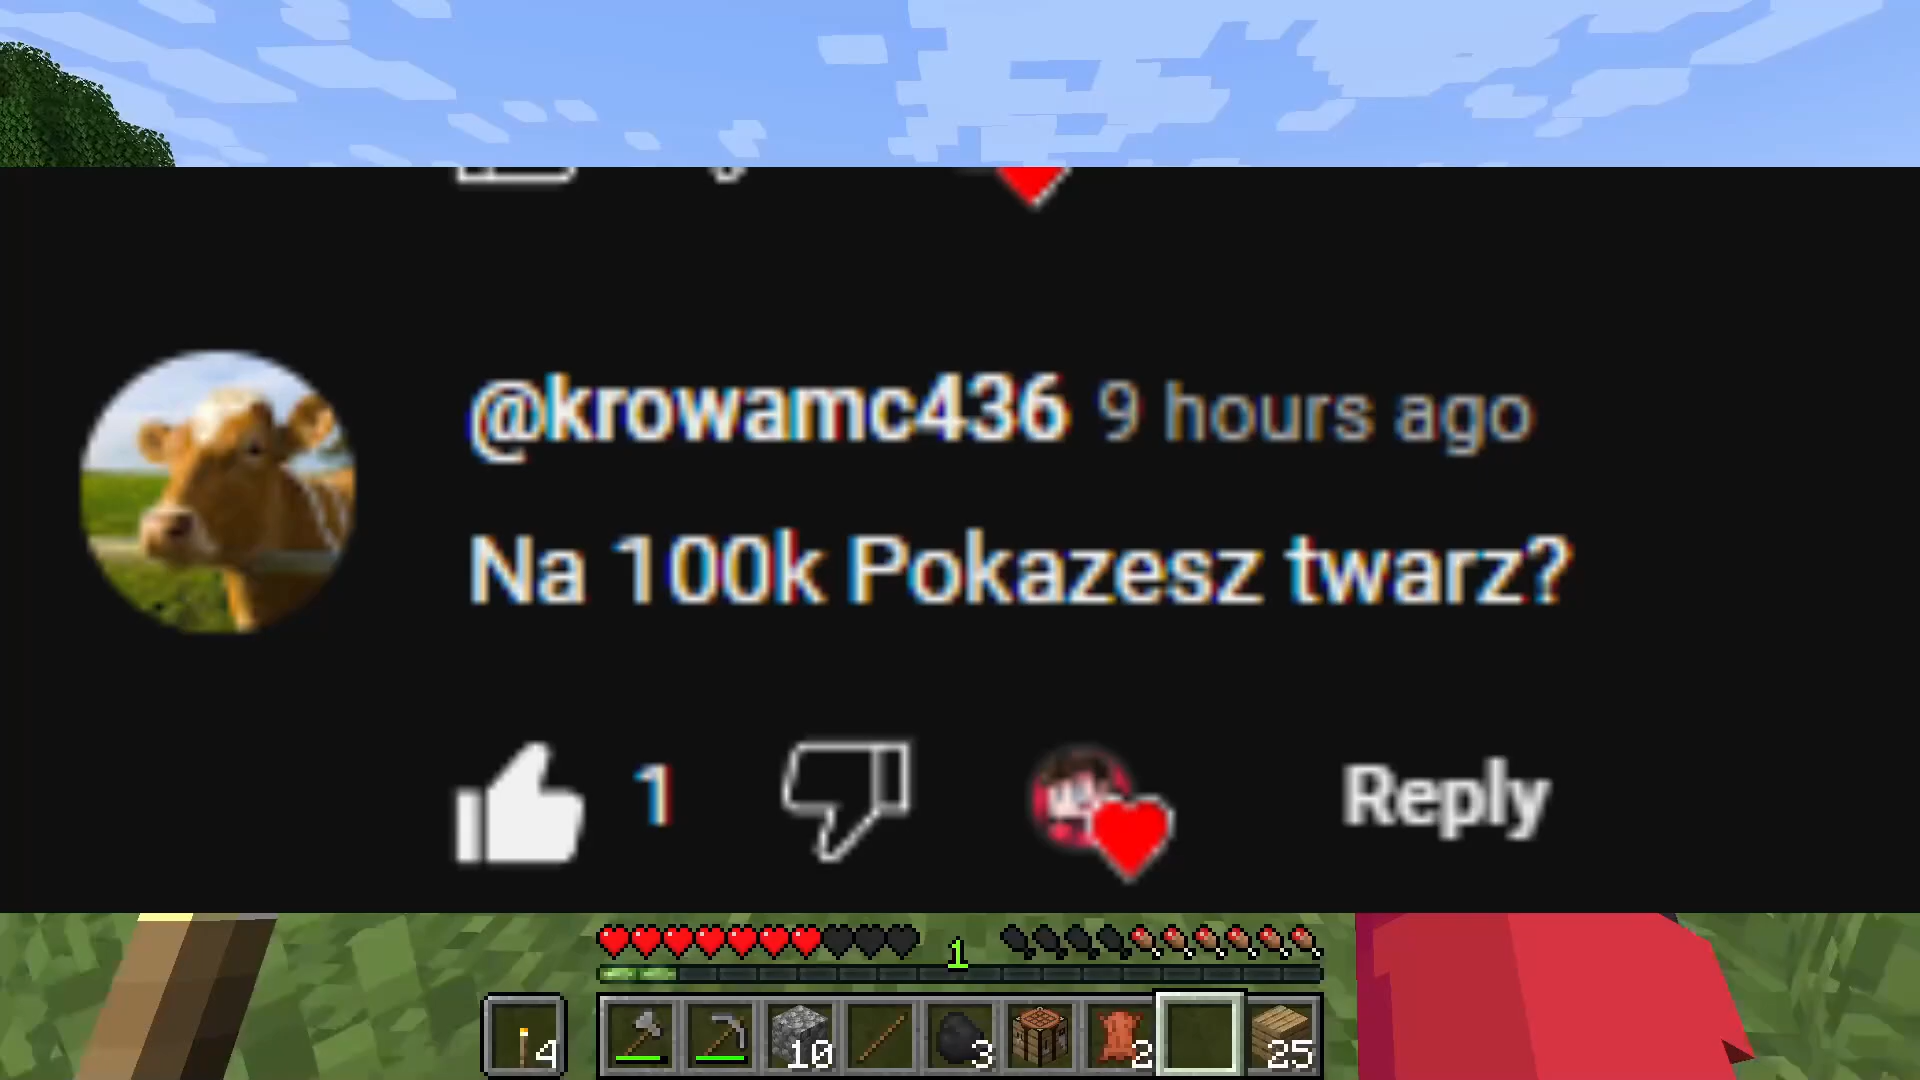 @krowamc436 9 hours ago
Na 100k Pokazesz twarz?
1 Reply
1
4 10 3 2 25